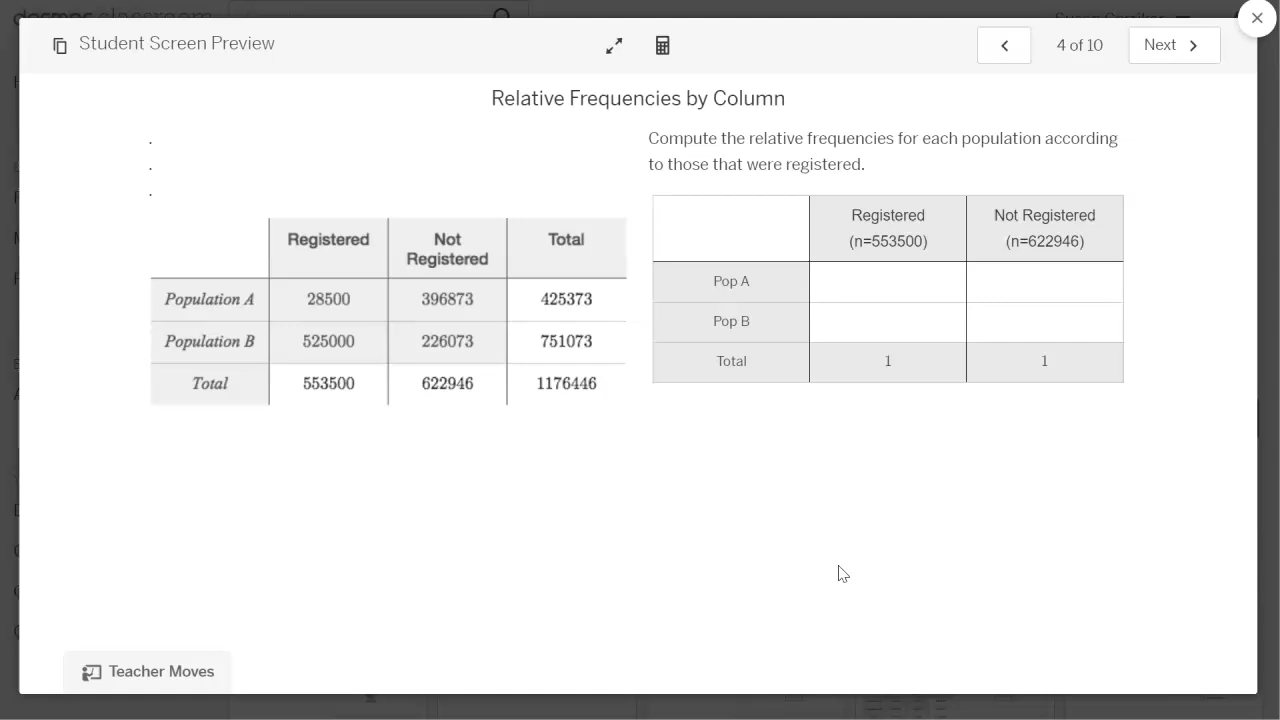 desmos classroom
Student Screen Preview
4 of 10
Next
Relative Frequencies by Column
.
.
.
Compute the relative frequencies for each population according
to those that were registered.
Registered Not Registered Total
Population A 28500 396873 425373
Population B 525000 226073 751073
Total 553500 622946 1176446
Registered (n=553500) Not Registered (n=622946)
Pop A
Pop B
Total 1 1
Teacher Moves